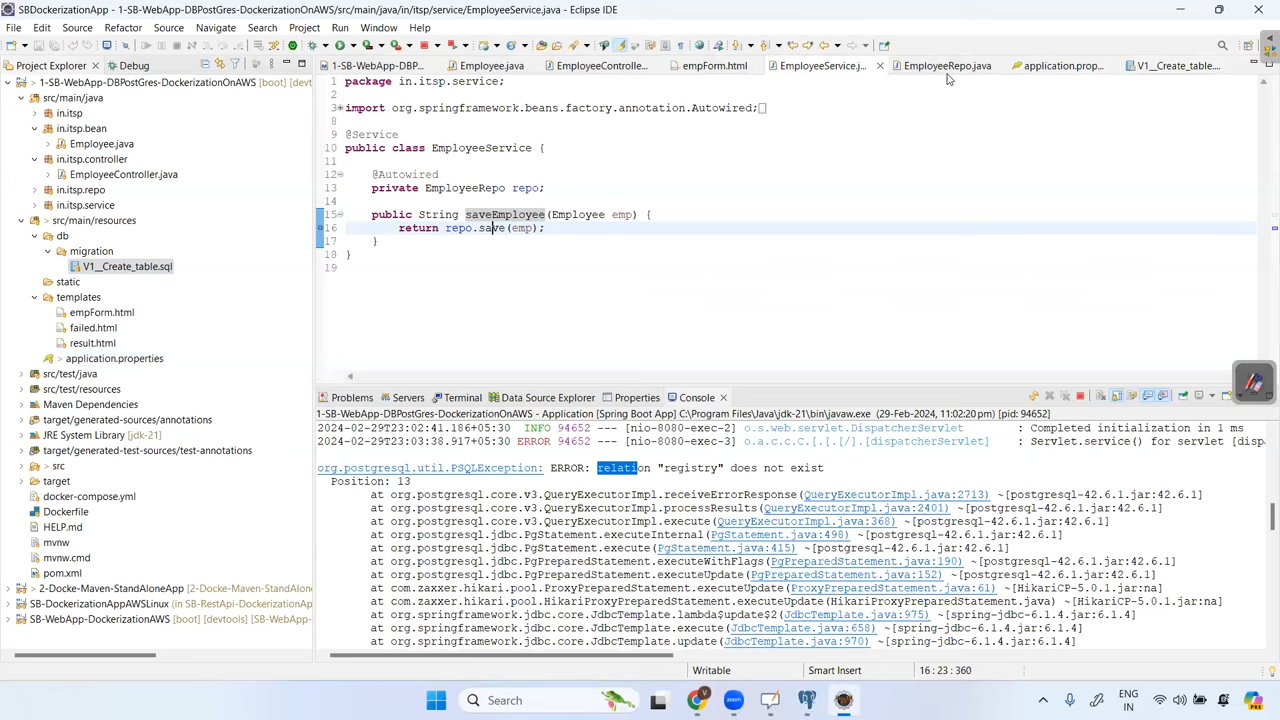 SBDockerizationApp - 1-SB-WebApp-DBPostGres-DockerizationOnAWS/src/main/java/in/itsp/service/EmployeeService.java - Eclipse IDE
File Edit Source Refactor Source Navigate Search Project Run Window Help
Project Explorer Debug
1-SB-WebApp-DBP... Employee.java EmployeeControlle... empForm.html EmployeeService.j... EmployeeRepo.java application.prop... V1__Create_table....
1-SB-WebApp-DBPostGres-DockerizationOnAWS [boot] [devt
src/main/java
in.itsp
in.itsp.bean
Employee.java
in.itsp.controller
EmployeeController.java
in.itsp.repo
in.itsp.service
src/main/resources
db
migration
V1__Create_table.sql
static
templates
empForm.html
failed.html
result.html
application.properties
src/test/java
src/test/resources
Maven Dependencies
target/generated-sources/annotations
JRE System Library [jdk-21]
target/generated-test-sources/test-annotations
src
target
docker-compose.yml
Dockerfile
HELP.md
mvnw
mvnw.cmd
pom.xml
2-Docke-Maven-StandAloneApp [boot] (in 2-Docke-Maven-StandAlone
SB-DockerizationAppAWSLinux (in SB-RestApi-DockerizationAp
SB-WebApp-DockerizationOnAWS [boot] [devtools] [SB-WebAp
1 package in.itsp.service;
2
3 import org.springframework.beans.factory.annotation.Autowired;
8
9 @Service
10 public class EmployeeService {
11
12 @Autowired
13 private EmployeeRepo repo;
14
15 public String saveEmployee(Employee emp) {
16 return repo.save(emp);
17 }
18 }
19
Problems Servers Terminal Data Source Explorer Properties Console
1-SB-WebApp-DBPostGres-DockerizationOnAWS - Application [Spring Boot App] C:\Program Files\Java\jdk-21\bin\javaw.exe (29-Feb-2024, 11:02:20 pm) [pid: 94652]
2024-02-29T23:02:41.186+05:30 INFO 94652 --- [nio-8080-exec-2] o.s.web.servlet.DispatcherServlet : Completed initialization in 1 ms
2024-02-29T23:03:38.917+05:30 ERROR 94652 --- [nio-8080-exec-5] o.a.c.c.C.[.[.[/].[dispatcherServlet] : Servlet.service() for servlet [disp
org.postgresql.util.PSQLException: ERROR: relation "registry" does not exist
Position: 13
at org.postgresql.core.v3.QueryExecutorImpl.receiveErrorResponse(QueryExecutorImpl.java:2713) ~[postgresql-42.6.1.jar:42.6.1]
at org.postgresql.core.v3.QueryExecutorImpl.processResults(QueryExecutorImpl.java:2401) ~[postgresql-42.6.1.jar:42.6.1]
at org.postgresql.core.v3.QueryExecutorImpl.execute(QueryExecutorImpl.java:368) ~[postgresql-42.6.1.jar:42.6.1]
at org.postgresql.jdbc.PgStatement.executeInternal(PgStatement.java:498) ~[postgresql-42.6.1.jar:42.6.1]
at org.postgresql.jdbc.PgStatement.execute(PgStatement.java:415) ~[postgresql-42.6.1.jar:42.6.1]
at org.postgresql.jdbc.PgPreparedStatement.executeWithFlags(PgPreparedStatement.java:190) ~[postgresql-42.6.1.jar:42.6.1]
at org.postgresql.jdbc.PgPreparedStatement.executeUpdate(PgPreparedStatement.java:152) ~[postgresql-42.6.1.jar:42.6.1]
at com.zaxxer.hikari.pool.ProxyPreparedStatement.executeUpdate(ProxyPreparedStatement.java:61) ~[HikariCP-5.0.1.jar:na]
at com.zaxxer.hikari.pool.HikariProxyPreparedStatement.executeUpdate(HikariProxyPreparedStatement.java) ~[HikariCP-5.0.1.jar:na]
at org.springframework.jdbc.core.JdbcTemplate.lambda$update$2(JdbcTemplate.java:975) ~[spring-jdbc-6.1.4.jar:6.1.4]
at org.springframework.jdbc.core.JdbcTemplate.execute(JdbcTemplate.java:658) ~[spring-jdbc-6.1.4.jar:6.1.4]
at org.springframework.jdbc.core.JdbcTemplate.update(JdbcTemplate.java:970) ~[spring-jdbc-6.1.4.jar:6.1.4]
Writable Smart Insert 16 : 23 : 360
Search
ENG
IN